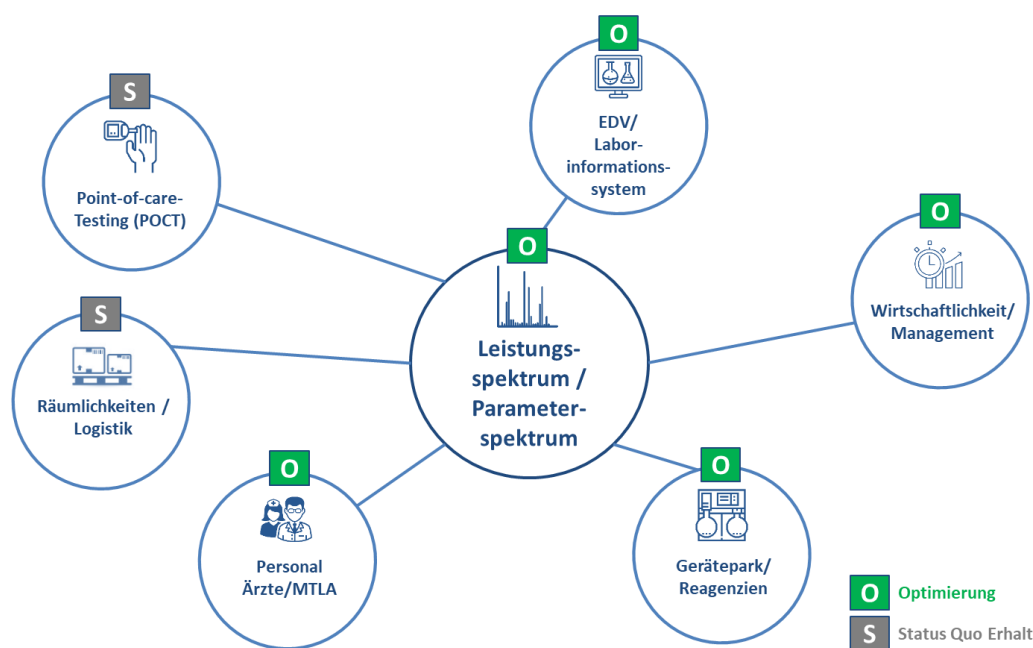 O
EDV/
Labor-
informations-
system
S
Point-of-care-
Testing (POCT)
O
Leistungs-
spektrum /
Parameter-
spektrum
O
Wirtschaftlichkeit/
Management
S
Räumlichkeiten /
Logistik
O
Personal
Ärzte/MTLA
O
Gerätepark/
Reagenzien
O Optimierung
S Status Quo Erhalt